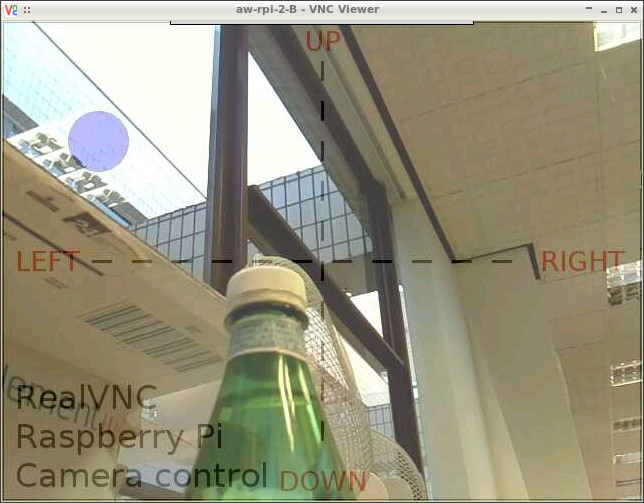 aw-rpi-2-B - VNC Viewer
UP
LEFT
RIGHT
RealVNC
Raspberry Pi
Camera control
DOWN